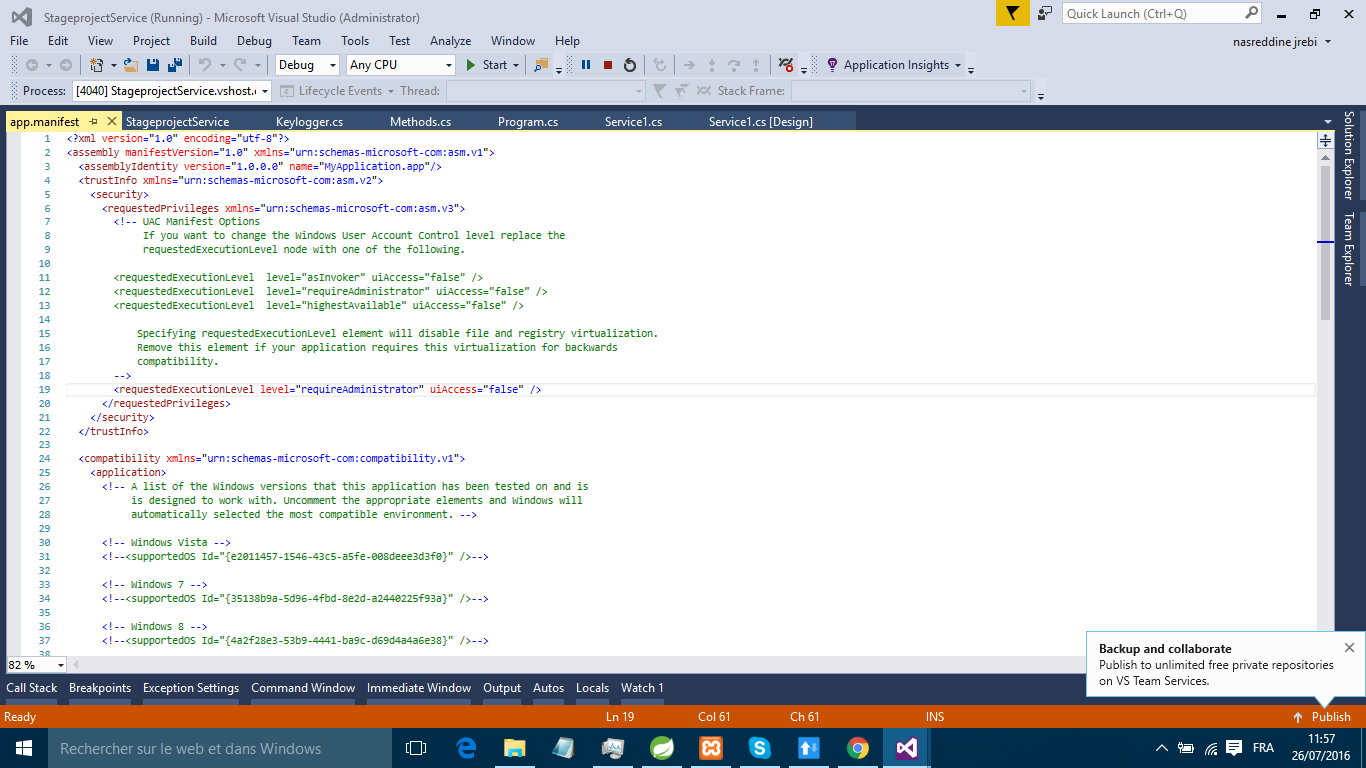 StageprojectService (Running) - Microsoft Visual Studio (Administrator)
Quick Launch (Ctrl+Q)
File Edit View Project Build Debug Team Tools Test Analyze Window Help
nasreddine jrebi
Debug Any CPU Start Application Insights
Process: [4040] StageprojectService.vshost. Lifecycle Events Thread: Stack Frame:
app.manifest StageprojectService Keylogger.cs Methods.cs Program.cs Service1.cs Service1.cs [Design]
Solution Explorer
Team Explorer
1 <?xml version="1.0" encoding="utf-8"?>
2 <assembly manifestVersion="1.0" xmlns="urn:schemas-microsoft-com:asm.v1">
3 <assemblyIdentity version="1.0.0.0" name="MyApplication.app"/>
4 <trustInfo xmlns="urn:schemas-microsoft-com:asm.v2">
5 <security>
6 <requestedPrivileges xmlns="urn:schemas-microsoft-com:asm.v3">
7 <!-- UAC Manifest Options
8 If you want to change the Windows User Account Control level replace the
9 requestedExecutionLevel node with one of the following.
10
11 <requestedExecutionLevel  level="asInvoker" uiAccess="false" />
12 <requestedExecutionLevel  level="requireAdministrator" uiAccess="false" />
13 <requestedExecutionLevel  level="highestAvailable" uiAccess="false" />
14
15 Specifying requestedExecutionLevel element will disable file and registry virtualization.
16 Remove this element if your application requires this virtualization for backwards
17 compatibility.
18 -->
19 <requestedExecutionLevel level="requireAdministrator" uiAccess="false" />
20 </requestedPrivileges>
21 </security>
22 </trustInfo>
23
24 <compatibility xmlns="urn:schemas-microsoft-com:compatibility.v1">
25 <application>
26 <!-- A list of the Windows versions that this application has been tested on and is
27 is designed to work with. Uncomment the appropriate elements and Windows will
28 automatically selected the most compatible environment. -->
29
30 <!-- Windows Vista -->
31 <!--<supportedOS Id="{e2011457-1546-43c5-a5fe-008deee3d3f0}" />-->
32
33 <!-- Windows 7 -->
34 <!--<supportedOS Id="{35138b9a-5d96-4fbd-8e2d-a2440225f93a}" />-->
35
36 <!-- Windows 8 -->
37 <!--<supportedOS Id="{4a2f28e3-53b9-4441-ba9c-d69d4a4a6e38}" />-->
38
82 %
Backup and collaborate
Publish to unlimited free private repositories
on VS Team Services.
Call Stack Breakpoints Exception Settings Command Window Immediate Window Output Autos Locals Watch 1
Ready Ln 19 Col 61 Ch 61 INS Publish
Rechercher sur le web et dans Windows
FRA
11:57
26/07/2016